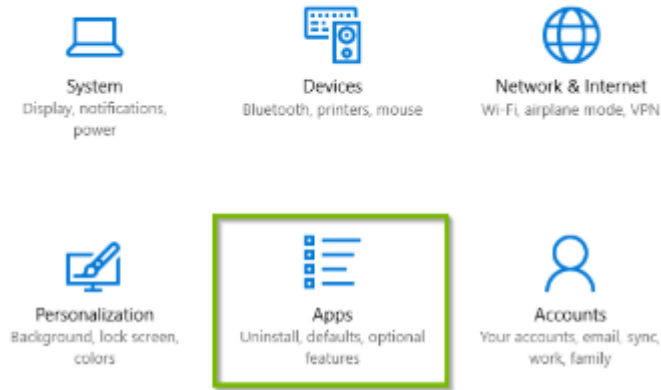 System
Display, notifications,
power
Devices
Bluetooth, printers, mouse
Network & Internet
Wi-Fi, airplane mode, VPN
Personalization
Background, lock screen,
colors
Apps
Uninstall, defaults, optional
features
Accounts
Your accounts, email, sync,
work, family